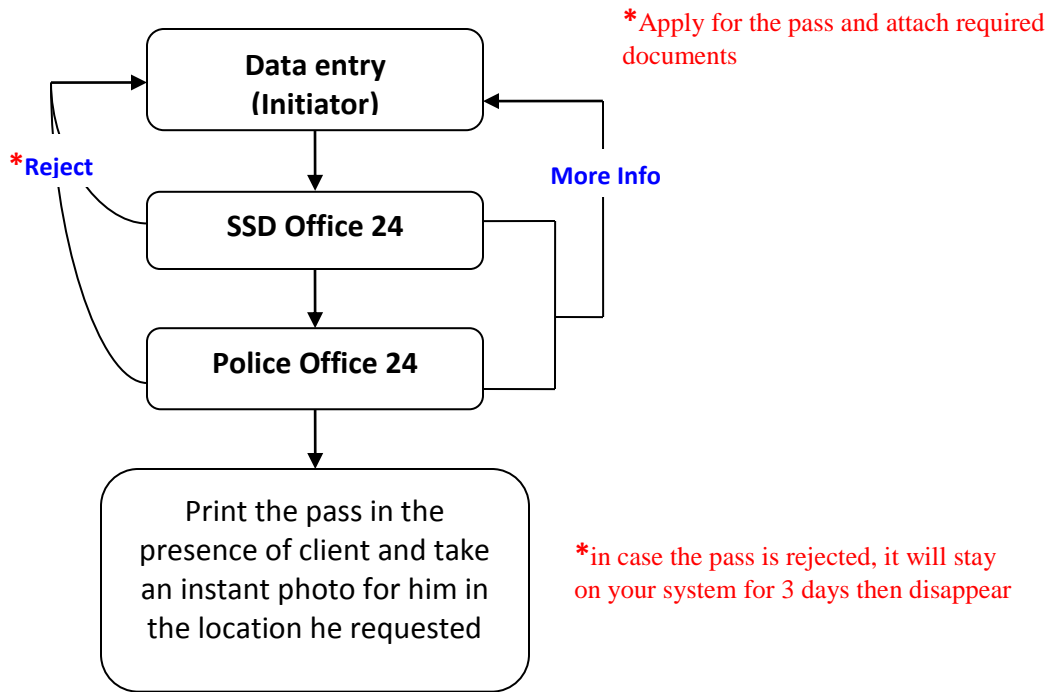 *Apply for the pass and attach required
documents
Data entry
(Initiator)
*Reject
More Info
SSD Office 24
Police Office 24
Print the pass in the
presence of client and take
an instant photo for him in
the location he requested
*in case the pass is rejected, it will stay
on your system for 3 days then disappear